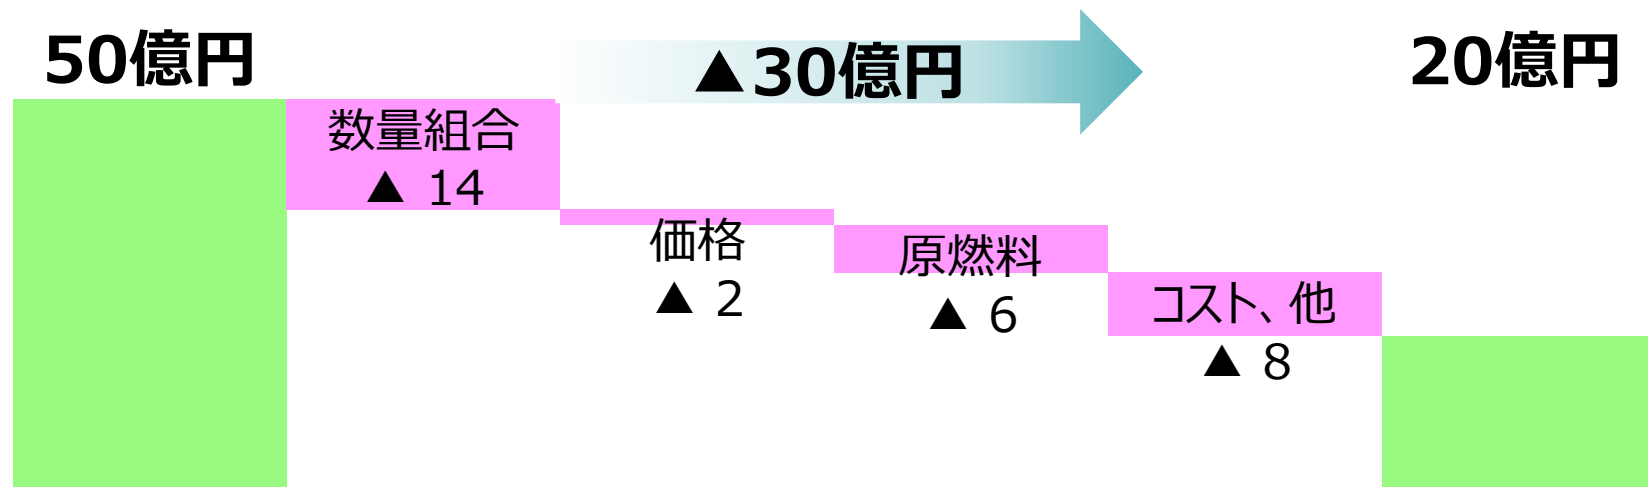 50億円
▲30億円
20億円
数量組合
▲ 14
価格
▲ 2
原燃料
▲ 6
コスト、他
▲ 8